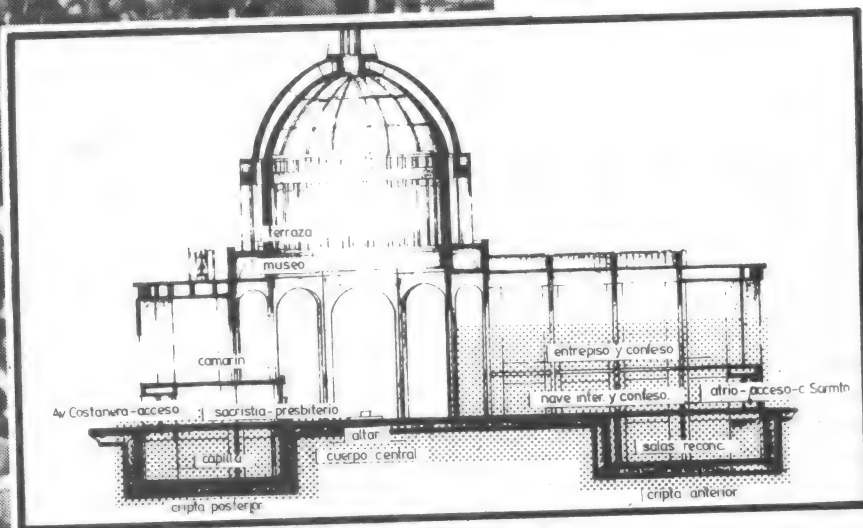 terraza
museo
camarin
entrepiso y confeso
Av Costanera-acceso
sacristia-presbiterio
nave inter. y confeso.
atrio-acceso-c Sarmto
altar
capilla
cuerpo central
salas reconc.
cripta posterior
cripta anterior